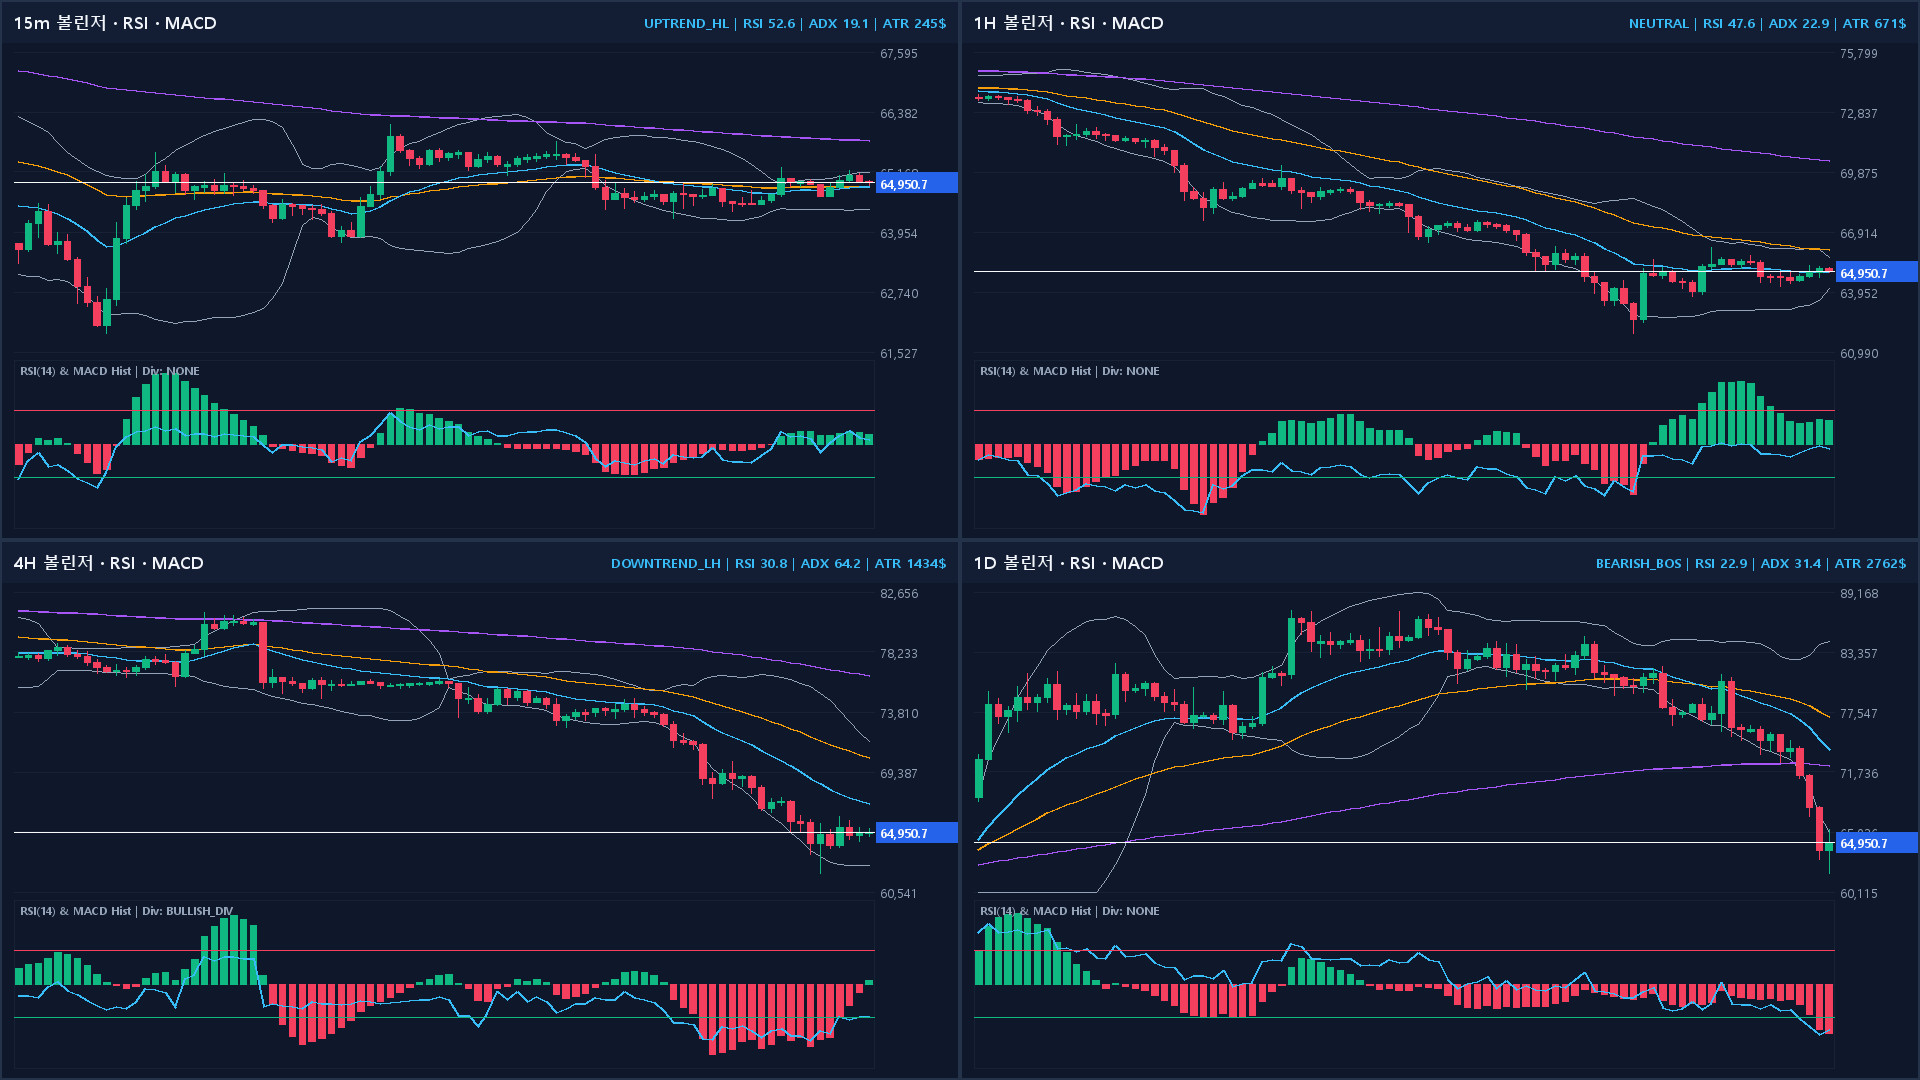 15m 볼린저 · RSI · MACD
UPTREND_HL | RSI 52.6 | ADX 19.1 | ATR 245$
67,595
66,382
64,950.7
63,954
62,740
61,527
RSI(14) & MACD Hist | Div: NONE
1H 볼린저 · RSI · MACD
NEUTRAL | RSI 47.6 | ADX 22.9 | ATR 671$
75,799
72,837
69,875
66,914
64,950.7
63,952
60,990
RSI(14) & MACD Hist | Div: NONE
4H 볼린저 · RSI · MACD
DOWNTREND_LH | RSI 30.8 | ADX 64.2 | ATR 1434$
82,656
78,233
73,810
69,387
64,950.7
60,541
RSI(14) & MACD Hist | Div: BULLISH_DIV
1D 볼린저 · RSI · MACD
BEARISH_BOS | RSI 22.9 | ADX 31.4 | ATR 2762$
89,168
83,357
77,547
71,736
64,950.7
60,115
RSI(14) & MACD Hist | Div: NONE